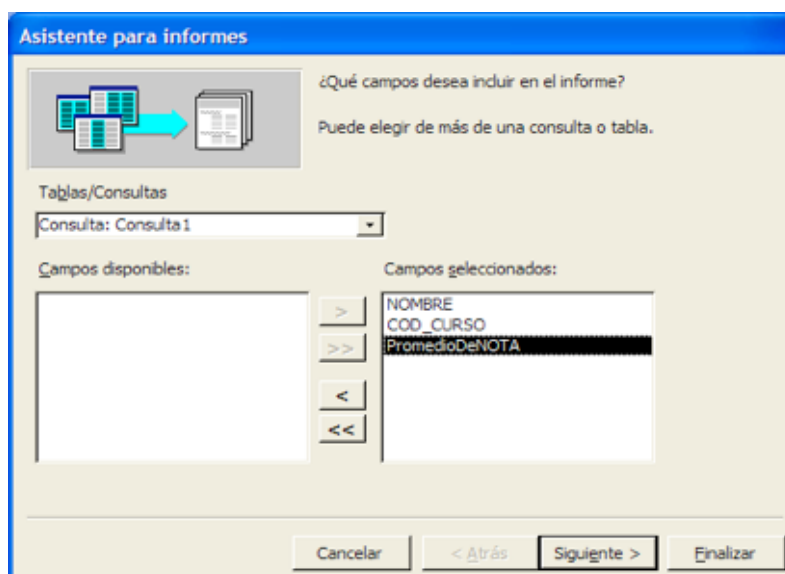 Asistente para informes
¿Qué campos desea incluir en el informe?
Puede elegir de más de una consulta o tabla.
Tablas/Consultas
Consulta: Consulta1
Campos disponibles:
Campos seleccionados:
>
>>
<
<<
NOMBRE
COD_CURSO
PromedioDeNOTA
Cancelar
< Atrás
Siguiente >
Finalizar